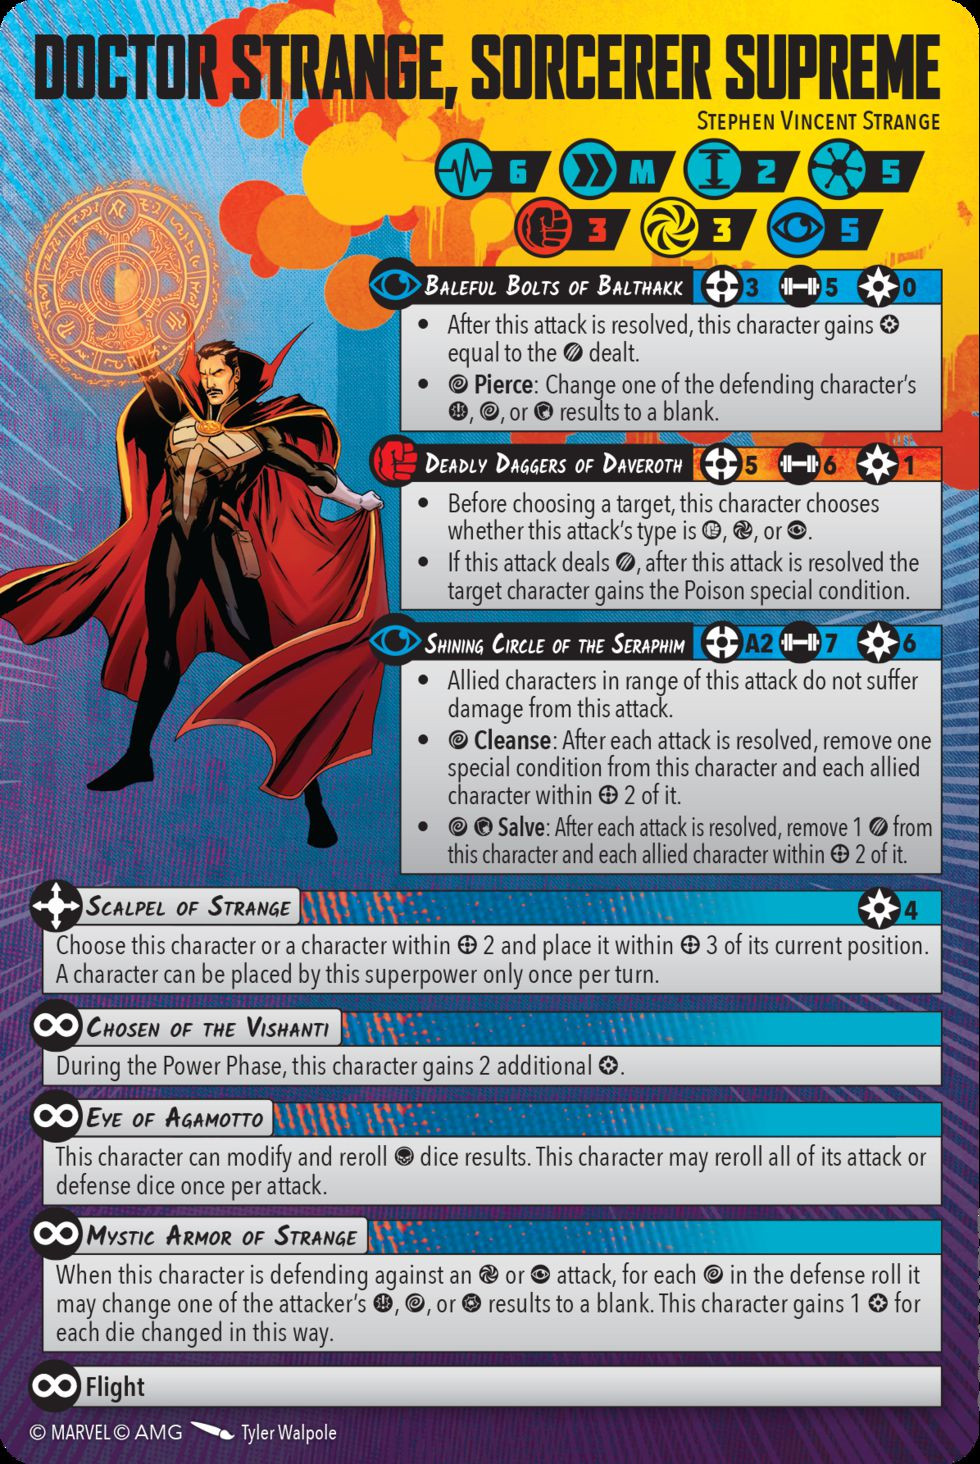 DOCTOR STRANGE, SORCERER SUPREME
STEPHEN VINCENT STRANGE
6 M 2 5
3 3 5
BALEFUL BOLTS OF BALTHAKK 3 5 0
• After this attack is resolved, this character gains
equal to the dealt.
• Pierce: Change one of the defending character's
, , or results to a blank.
DEADLY DAGGERS OF DAVEROTH 5 6 1
• Before choosing a target, this character chooses
whether this attack's type is , , or .
• If this attack deals , after this attack is resolved the
target character gains the Poison special condition.
SHINING CIRCLE OF THE SERAPHIM A2 7 6
• Allied characters in range of this attack do not suffer
damage from this attack.
• Cleanse: After each attack is resolved, remove one
special condition from this character and each allied
character within 2 of it.
• Salve: After each attack is resolved, remove 1 from
this character and each allied character within 2 of it.
SCALPEL OF STRANGE 4
Choose this character or a character within 2 and place it within 3 of its current position.
A character can be placed by this superpower only once per turn.
CHOSEN OF THE VISHANTI
During the Power Phase, this character gains 2 additional .
EYE OF AGAMOTTO
This character can modify and reroll dice results. This character may reroll all of its attack or
defense dice once per attack.
MYSTIC ARMOR OF STRANGE
When this character is defending against an or attack, for each in the defense roll it
may change one of the attacker's , , or results to a blank. This character gains 1 for
each die changed in this way.
Flight
© MARVEL © AMG Tyler Walpole